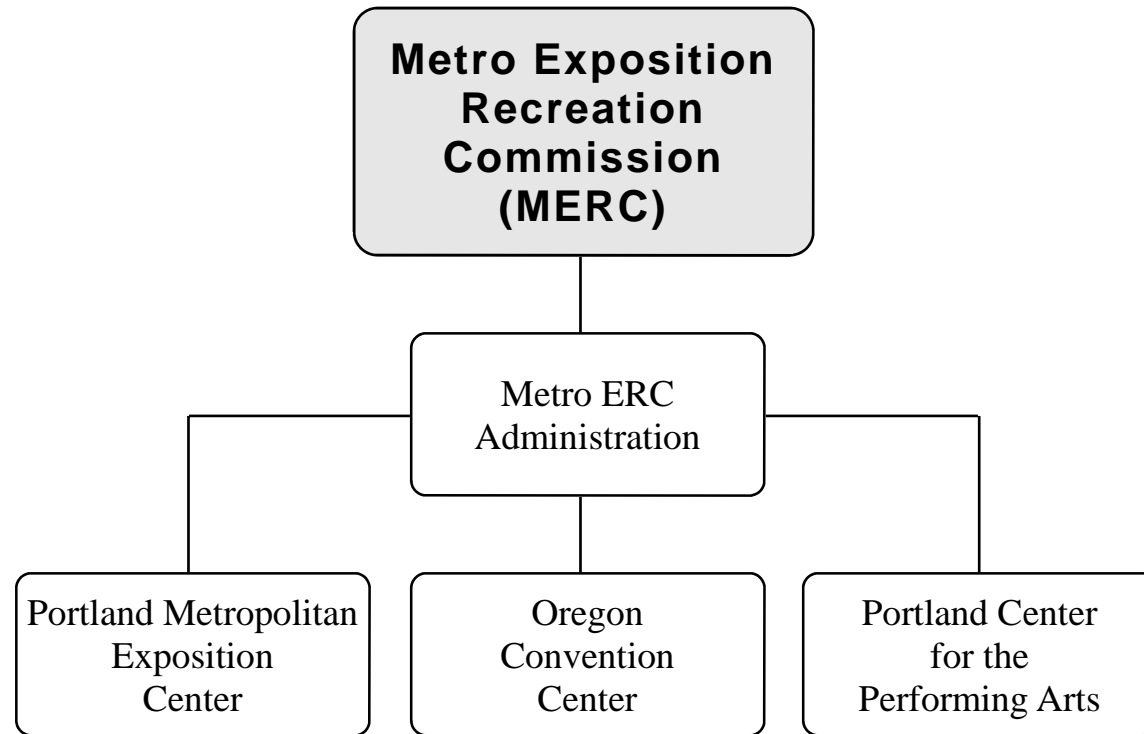 Metro Exposition
Recreation
Commission
(MERC)
Metro ERC
Administration
Portland Metropolitan
Exposition
Center
Oregon
Convention
Center
Portland Center
for the
Performing Arts